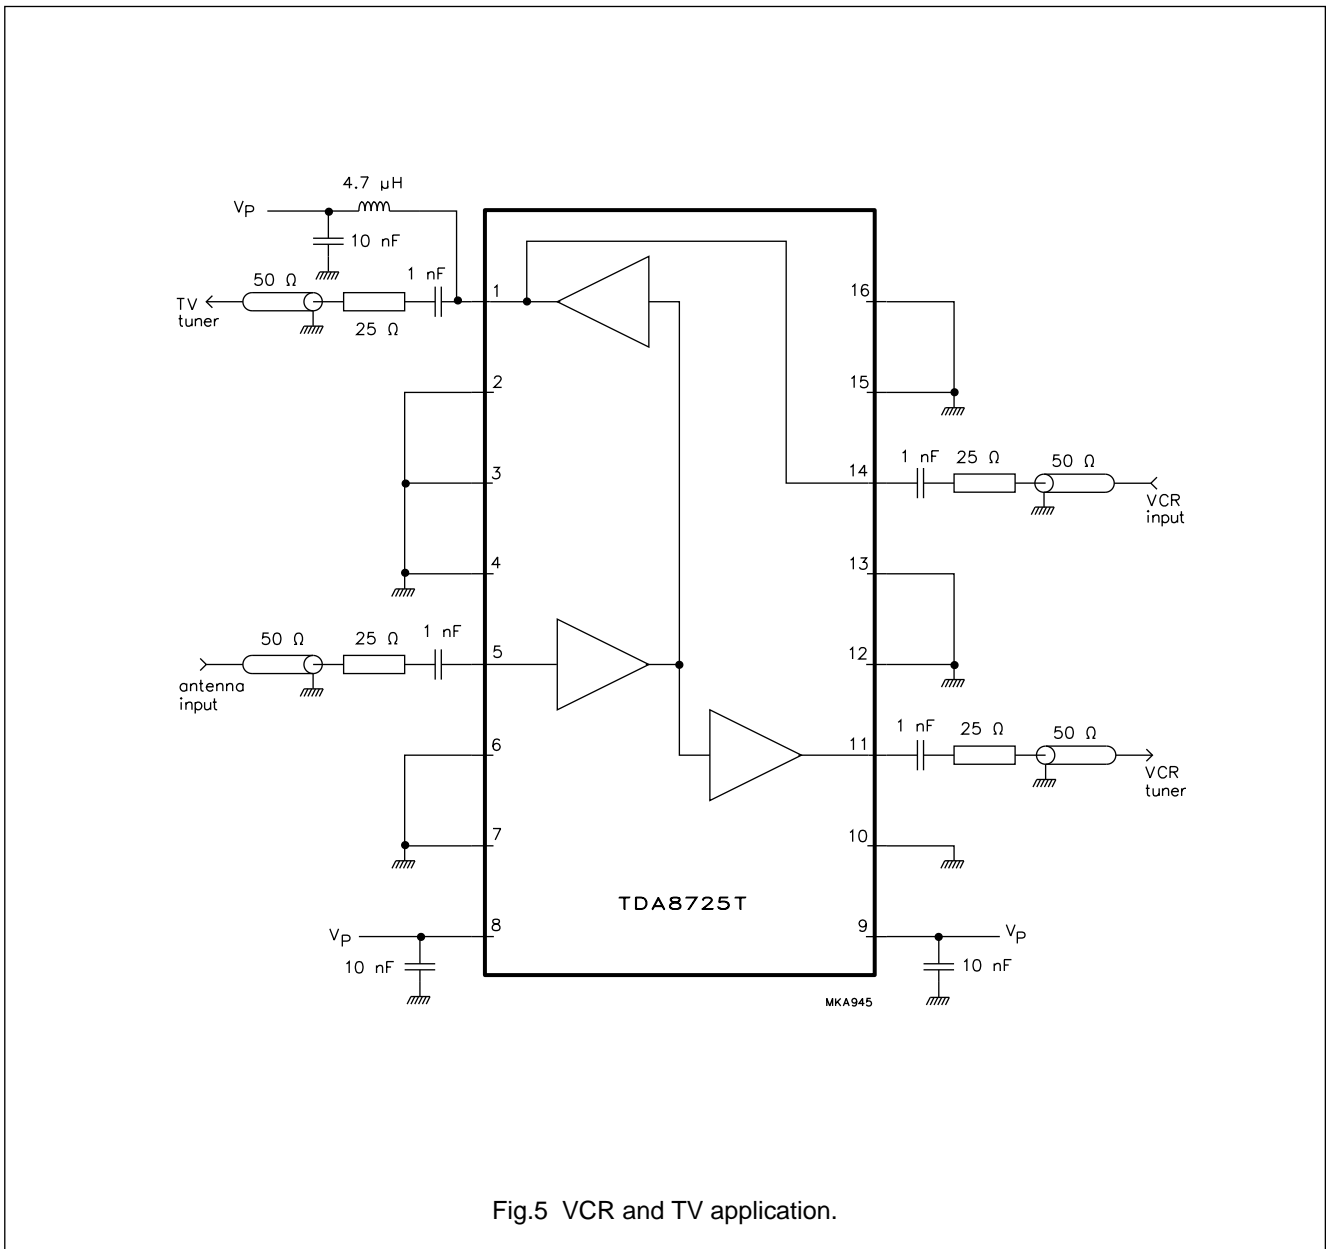 4.7 µH
VP
10 nF
50 Ω
1 nF
TV
tuner
25 Ω
1
16
2
15
3
14
1 nF
25 Ω
50 Ω
VCR
input
4
13
50 Ω
25 Ω
1 nF
5
12
antenna
input
6
11
1 nF
25 Ω
50 Ω
VCR
tuner
7
10
TDA8725T
VP
8
9
VP
10 nF
10 nF
MKA945
Fig.5 VCR and TV application.